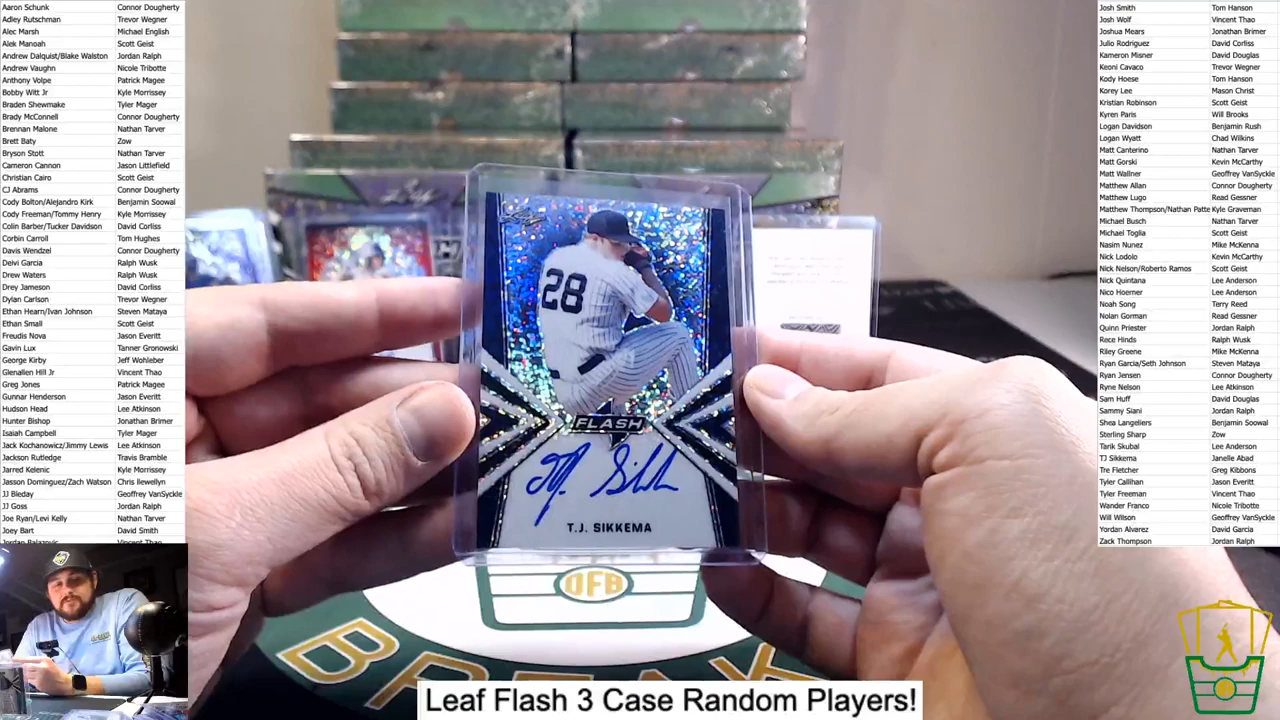 Aaron Schunk Connor Dougherty
Adley Rutschman Trevor Wegner
Alec Marsh Michael English
Alek Manoah Scott Geist
Andrew Dalquist/Blake Walston Jordan Ralph
Andrew Vaughn Nicole Tribotte
Anthony Volpe Patrick Magee
Bobby Witt Jr Kyle Morrissey
Braden Shewmake Tyler Mager
Brady McConnell Connor Dougherty
Brennan Malone Nathan Tarver
Brett Baty Zow
Bryson Stott Nathan Tarver
Cameron Cannon Jason Littlefield
Christian Cairo Scott Geist
CJ Abrams Connor Dougherty
Cody Bolton/Alejandro Kirk Benjamin Soowal
Cody Freeman/Tommy Henry Kyle Morrissey
Colin Barber/Tucker Davidson David Corliss
Corbin Carroll Tom Hughes
Davis Wendzel Connor Dougherty
Deivi Garcia Ralph Wusk
Drew Waters Ralph Wusk
Drey Jameson David Corliss
Dylan Carlson Trevor Wegner
Ethan Hearn/Ivan Johnson Steven Mataya
Ethan Small Scott Geist
Freudis Nova Jason Everitt
Gavin Lux Tanner Gronowski
George Kirby Jeff Wohleber
Glenallen Hill Jr Vincent Thao
Greg Jones Patrick Magee
Gunnar Henderson Jason Everitt
Hudson Head Lee Atkinson
Hunter Bishop Jonathan Brimer
Isaiah Campbell Tyler Mager
Jack Kochanowicz/Jimmy Lewis Lee Atkinson
Jackson Rutledge Travis Bramble
Jarred Kelenic Kyle Morrissey
Jasson Dominguez/Zach Watson Chris llewellyn
JJ Bleday Geoffrey VanSyckle
JJ Goss Jordan Ralph
Joe Ryan/Levi Kelly Nathan Tarver
Joey Bart David Smith
Jordan Balazovic Vincent Thao
Josh Smith Tom Hanson
Josh Wolf Vincent Thao
Joshua Mears Jonathan Brimer
Julio Rodriguez David Corliss
Kameron Misner David Douglas
Keoni Cavaco Trevor Wegner
Kody Hoese Tom Hanson
Korey Lee Mason Christ
Kristian Robinson Scott Geist
Kyren Paris Will Brooks
Logan Davidson Benjamin Rush
Logan Wyatt Chad Wilkins
Matt Canterino Nathan Tarver
Matt Gorski Kevin McCarthy
Matt Wallner Geoffrey VanSyckle
Matthew Allan Connor Dougherty
Matthew Lugo Read Gessner
Matthew Thompson/Nathan Patte Kyle Graveman
Michael Busch Nathan Tarver
Michael Toglia Scott Geist
Nasim Nunez Mike McKenna
Nick Lodolo Kevin McCarthy
Nick Nelson/Roberto Ramos Scott Geist
Nick Quintana Lee Anderson
Nico Hoerner Lee Anderson
Noah Song Terry Reed
Nolan Gorman Read Gessner
Quinn Priester Jordan Ralph
Rece Hinds Ralph Wusk
Riley Greene Mike McKenna
Ryan Garcia/Seth Johnson Steven Mataya
Ryan Jensen Connor Dougherty
Ryne Nelson Lee Atkinson
Sam Huff David Douglas
Sammy Siani Jordan Ralph
Shea Langeliers Benjamin Soowal
Sterling Sharp Zow
Tarik Skubal Lee Anderson
TJ Sikkema Janelle Abad
Tre Fletcher Greg Kibbons
Tyler Callihan Jason Everitt
Tyler Freeman Vincent Thao
Wander Franco Nicole Tribotte
Will Wilson Geoffrey VanSyckle
Yordan Alvarez David Garcia
Zack Thompson Jordan Ralph
28
FLASH
T.J. SIKKEMA
OFB
BREAK
Leaf Flash 3 Case Random Players!